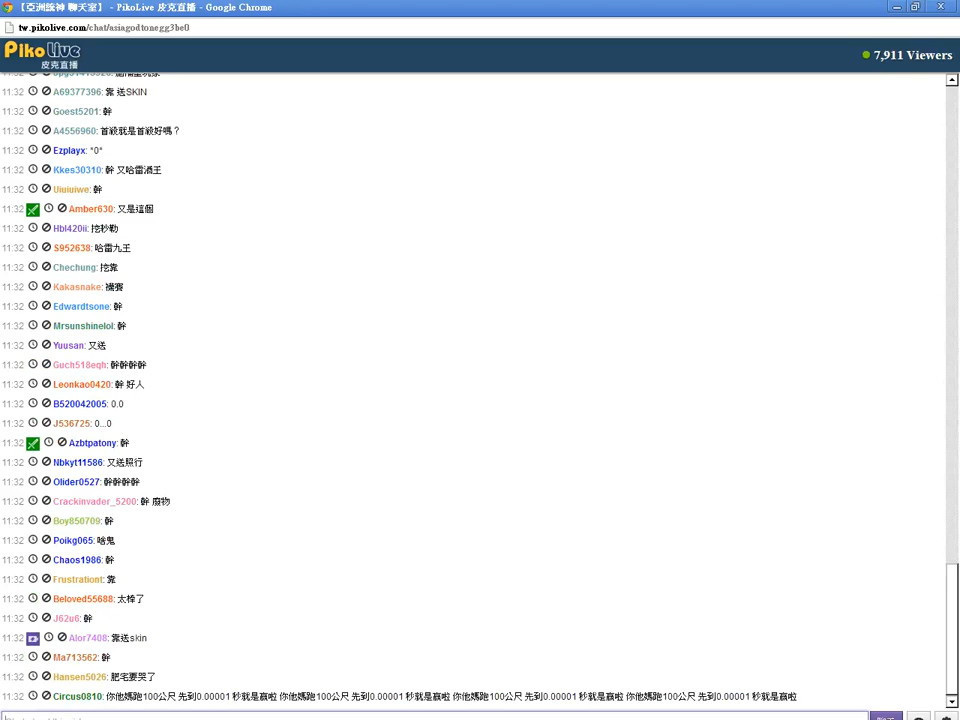 【亞洲統神 聊天室】 - PikoLive 皮克直播 - Google Chrome
tw.pikolive.com/chat/asiagodtonegg3be0
PikoLive 皮克直播
7,911 Viewers
11:32 A69377396: 靠 送SKIN
11:32 Goest5201: 幹
11:32 A4556960: 首殺就是首殺好嗎？
11:32 Ezplayx: "0"
11:32 Kkes30310: 幹 又哈雷酒王
11:32 Uiuiuiwe: 幹
11:32 Amber630: 又是這個
11:32 Hbl420ii: 挖秒勒
11:32 S952638: 哈雷九王
11:32 Chechung: 挖靠
11:32 Kakasnake: 禍賽
11:32 Edwardtsone: 幹
11:32 Mrsunshinelol: 幹
11:32 Yuusan: 又送
11:32 Guch518eqh: 幹幹幹幹
11:32 Leonkao0420: 幹 好人
11:32 B520042005: 0.0
11:32 J536725: 0...0
11:32 Azbtpatony: 幹
11:32 Nbkyt11586: 又送照行
11:32 Olider0527: 幹幹幹幹
11:32 Crackinvader_5200: 幹 廢物
11:32 Boy850709: 幹
11:32 Poikg065: 啥鬼
11:32 Chaos1986: 幹
11:32 Frustrationt: 靠
11:32 Beloved55688: 太棒了
11:32 J62u6: 幹
11:32 Alor7408: 靠送skin
11:32 Ma713562: 幹
11:32 Hansen5026: 肥宅要哭了
11:32 Circus0810: 你他媽跑100公尺 先到0.00001 秒就是贏啦 你他媽跑100公尺 先到0.00001 秒就是贏啦 你他媽跑100公尺 先到0.00001 秒就是贏啦 你他媽跑100公尺 先到0.00001 秒就是贏啦